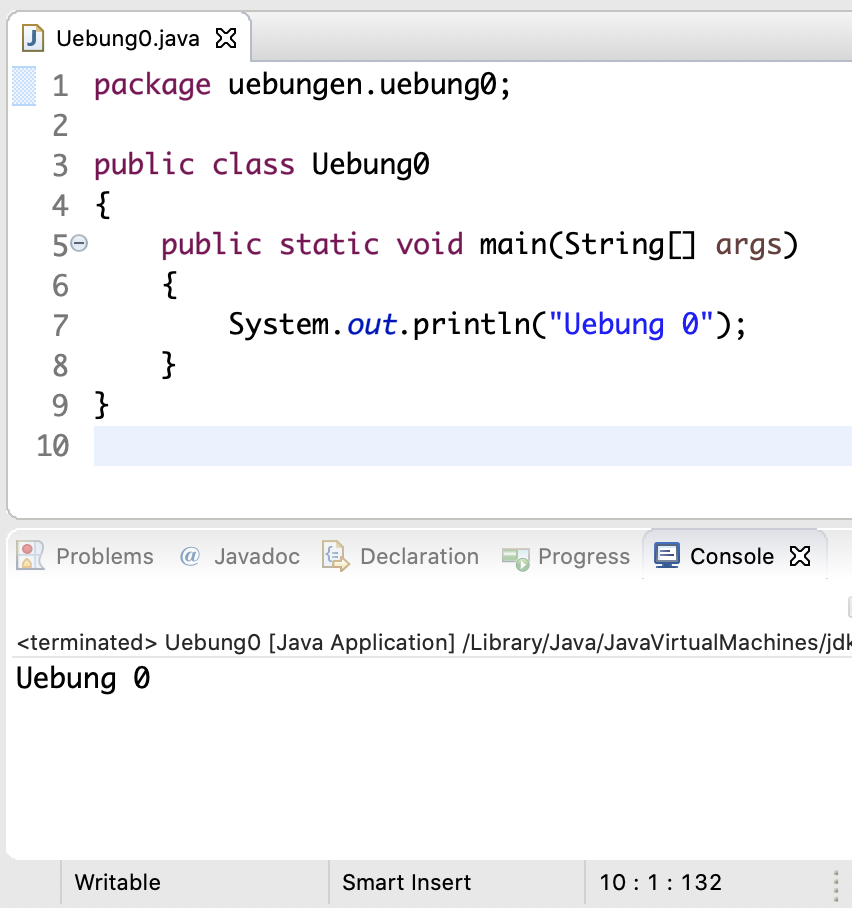 Uebung0.java
1 package uebungen.uebung0;
2
3 public class Uebung0
4 {
5 public static void main(String[] args)
6 {
7 System.out.println("Uebung 0");
8 }
9 }
10
Problems @ Javadoc Declaration Progress Console
<terminated> Uebung0 [Java Application] /Library/Java/JavaVirtualMachines/jdk
Uebung 0
Writable Smart Insert 10 : 1 : 132